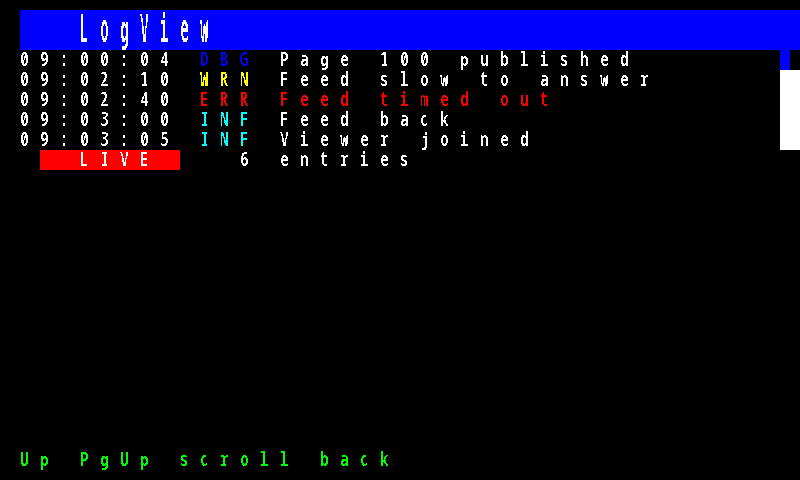 LogView
09:00:04 DBG Page 100 published
09:02:10 WRN Feed slow to answer
09:02:40 ERR Feed timed out
09:03:00 INF Feed back
09:03:05 INF Viewer joined
LIVE 6 entries
Up PgUp scroll back